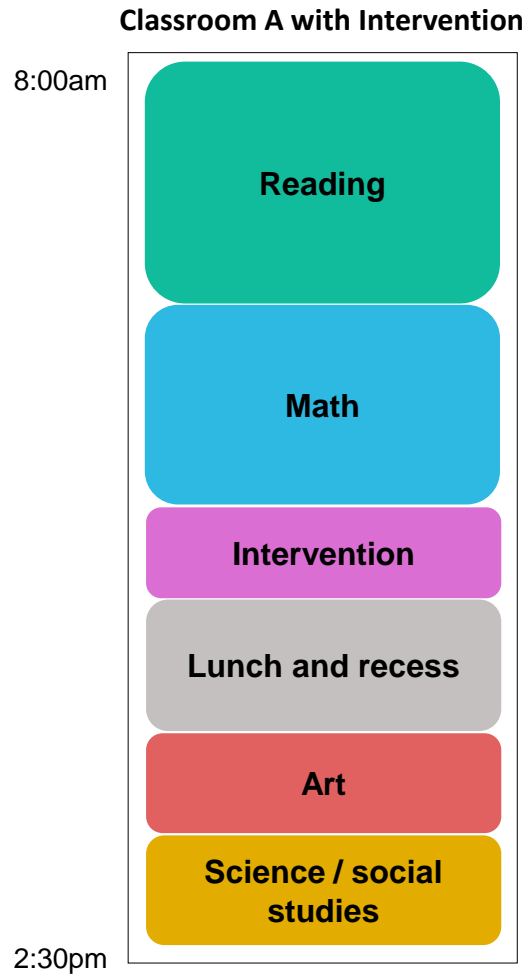 Classroom A with Intervention
8:00am
Reading
Math
Intervention
Lunch and recess
Art
Science / social
studies
2:30pm